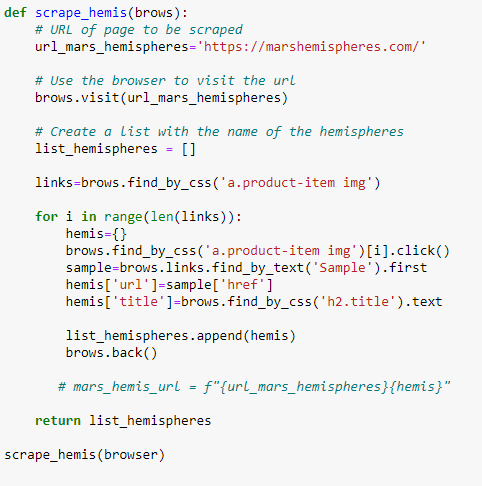 def scrape_hemis(brows):
    # URL of page to be scraped
    url_mars_hemispheres='https://marshemispheres.com/'

    # Use the browser to visit the url
    brows.visit(url_mars_hemispheres)

    # Create a list with the name of the hemispheres
    list_hemispheres = []

    links=brows.find_by_css('a.product-item img')

    for i in range(len(links)):
        hemis={}
        brows.find_by_css('a.product-item img')[i].click()
        sample=brows.links.find_by_text('Sample').first
        hemis['url']=sample['href']
        hemis['title']=brows.find_by_css('h2.title').text

        list_hemispheres.append(hemis)
        brows.back()

       # mars_hemis_url = f"{url_mars_hemispheres}{hemis}"

    return list_hemispheres

scrape_hemis(browser)